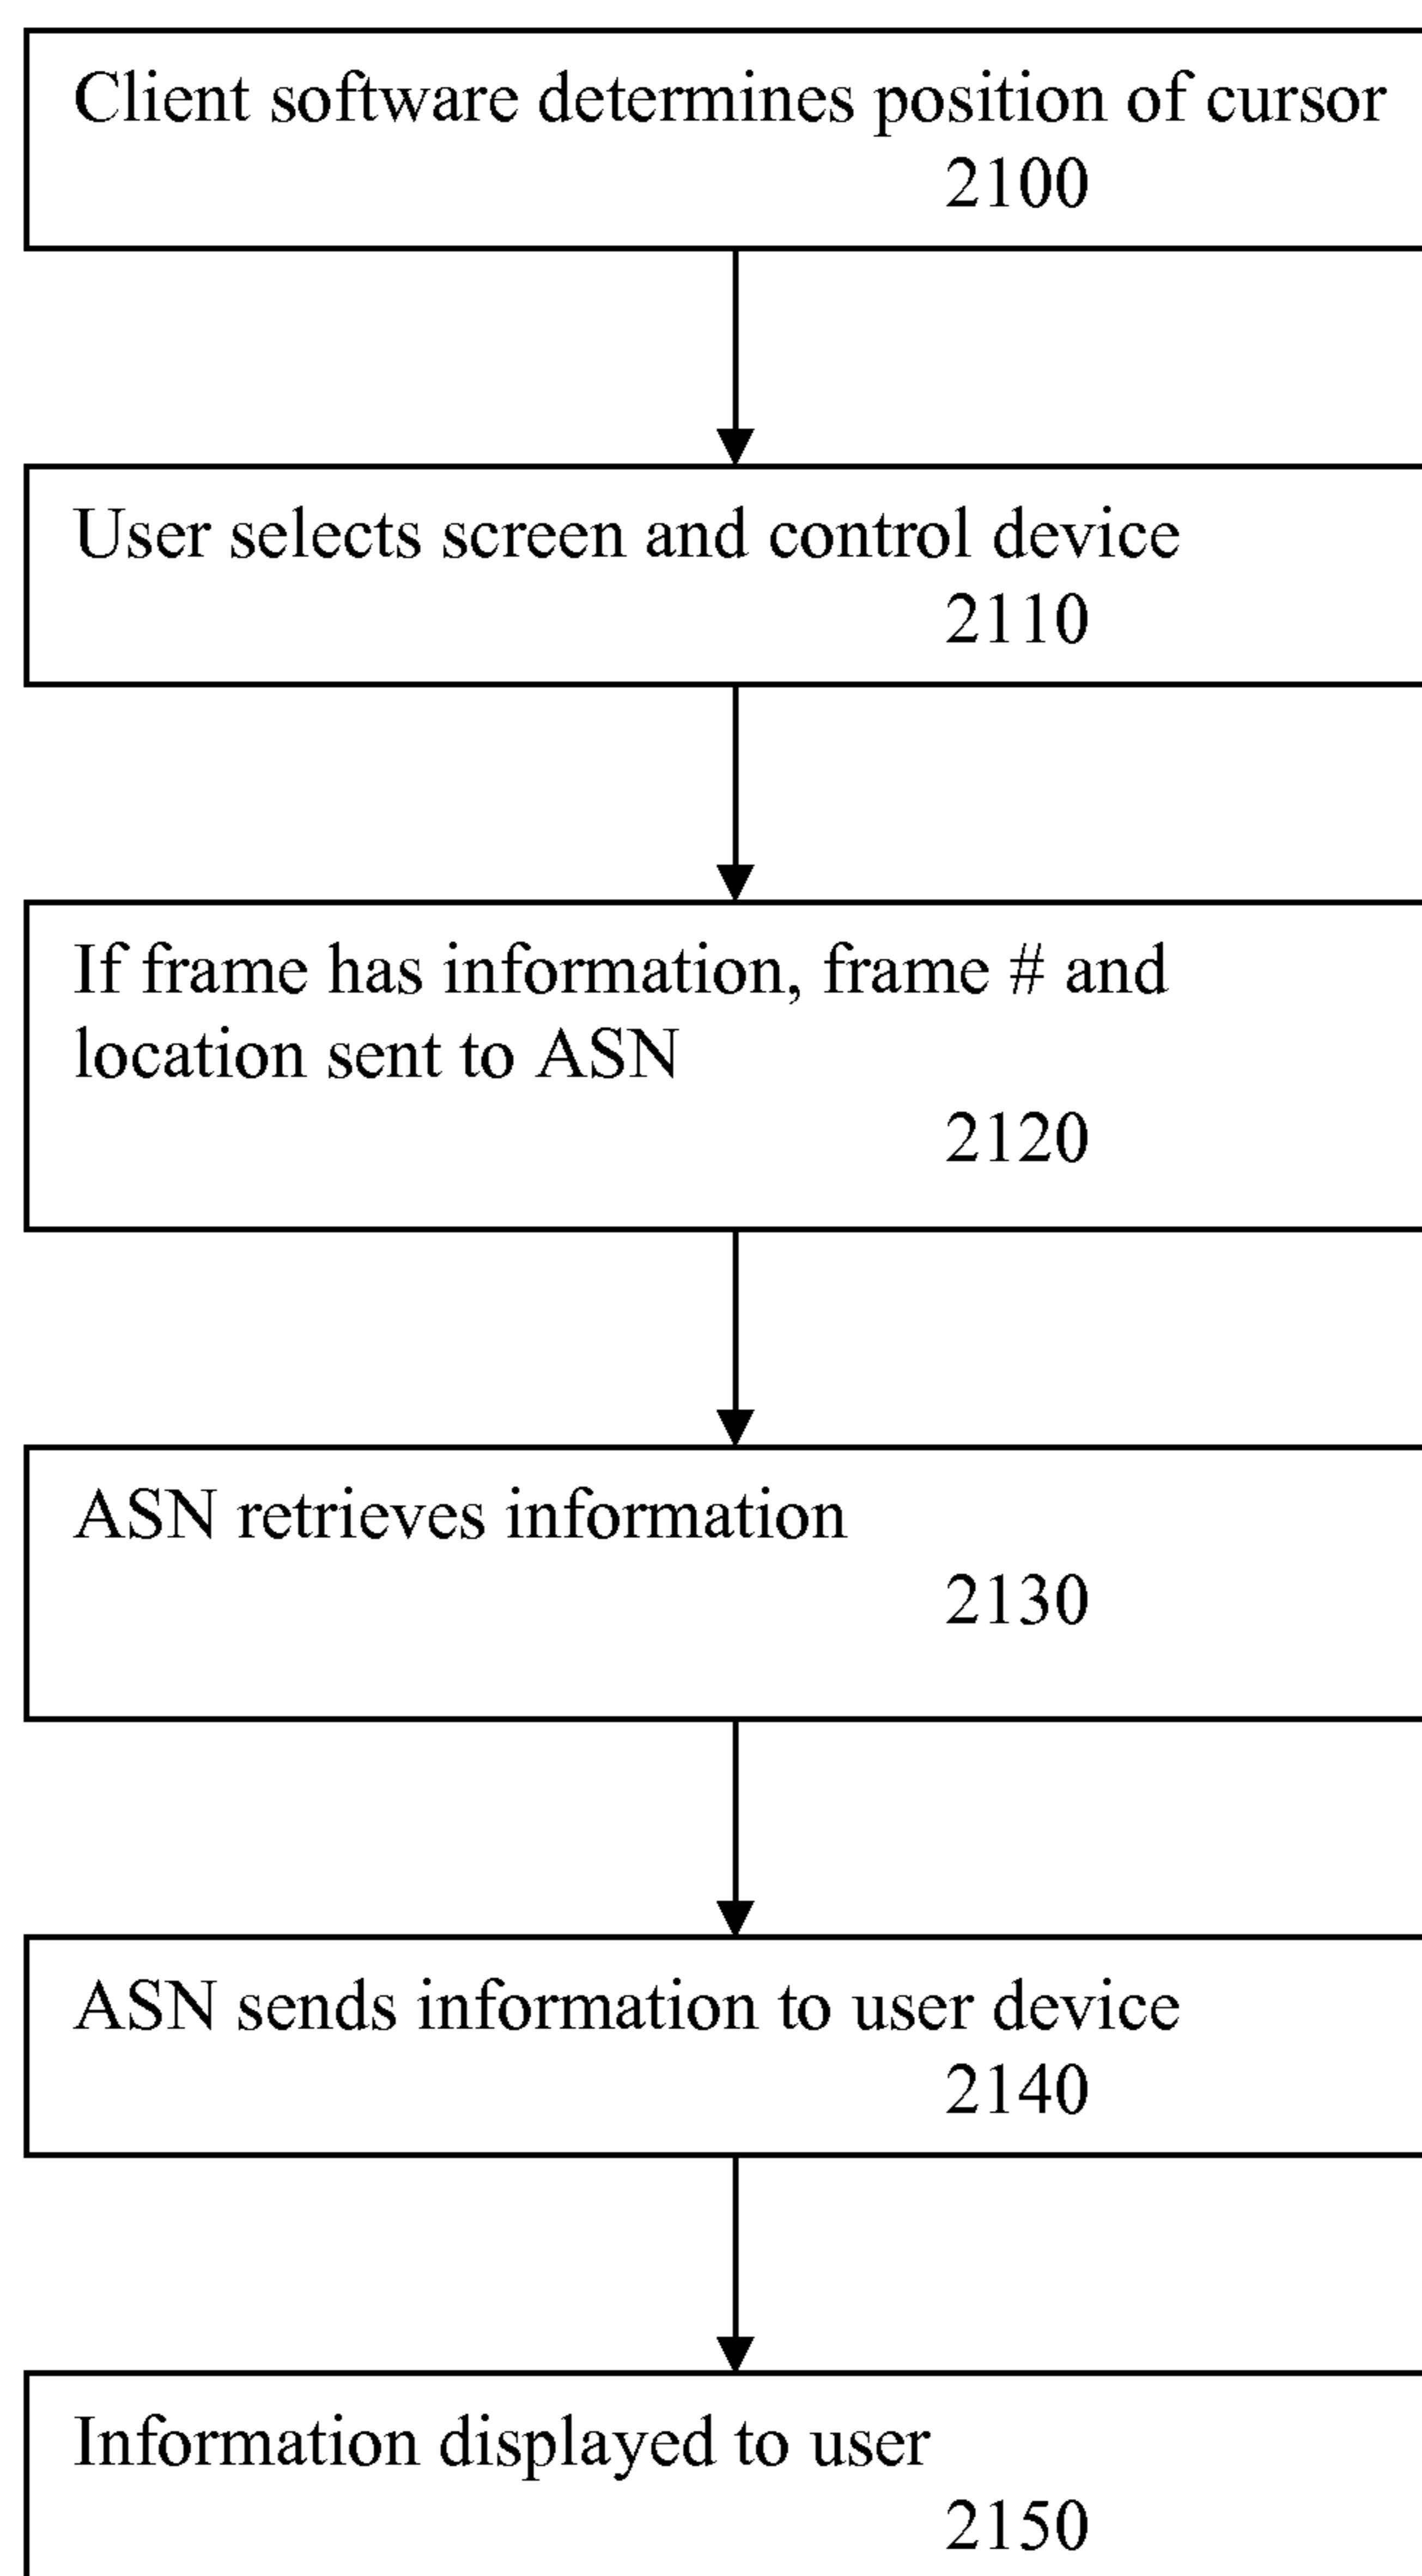 Client software determines position of cursor
2100
User selects screen and control device
2110
If frame has information, frame # and
location sent to ASN
2120
ASN retrieves information
2130
ASN sends information to user device
2140
Information displayed to user
2150